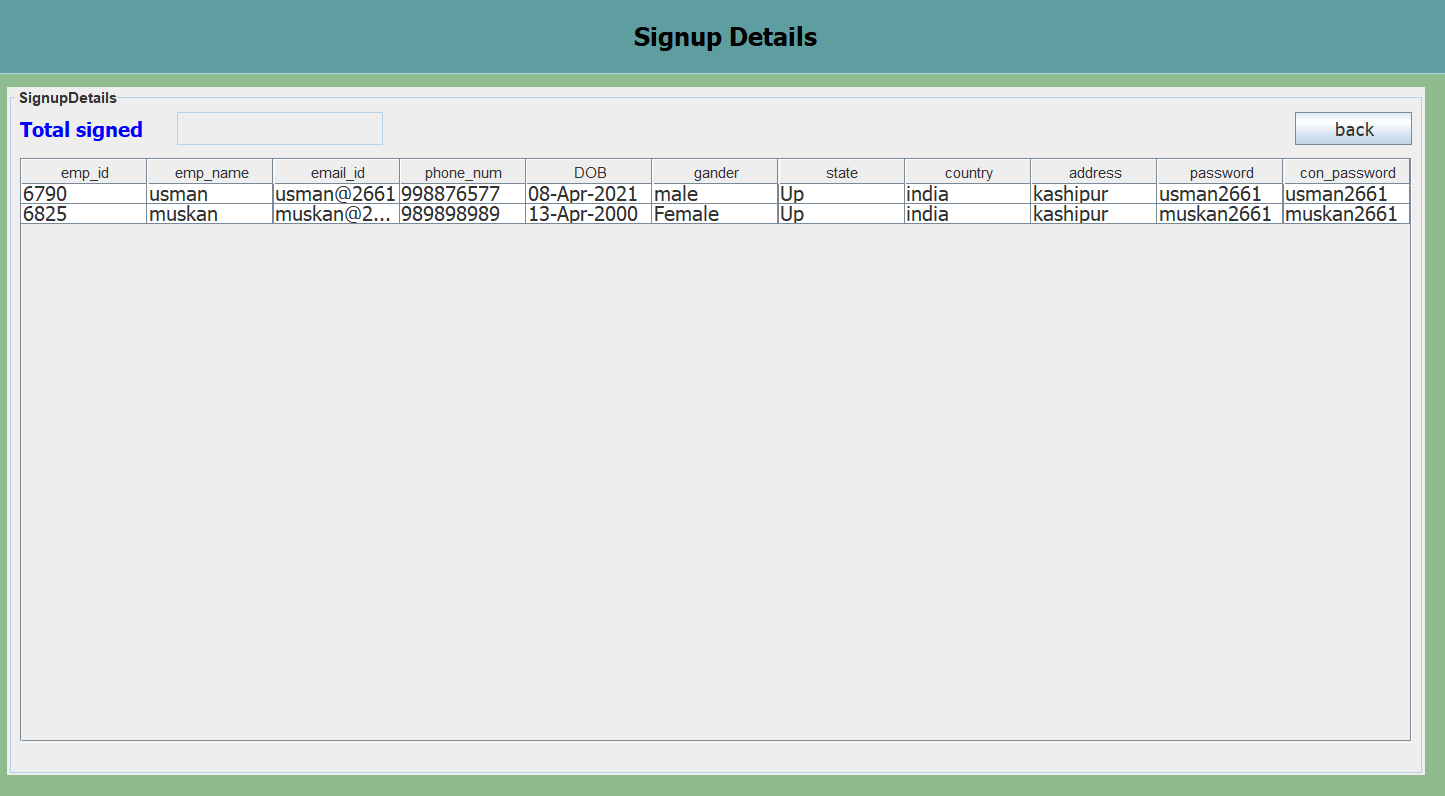 Signup Details
SignupDetails
Total signed back
emp_id emp_name email_id phone_num DOB gander state country address password con_password
6790 usman usman@2661 998876577 08-Apr-2021 male Up india kashipur usman2661 usman2661
6825 muskan muskan@2... 989898989 13-Apr-2000 Female Up india kashipur muskan2661 muskan2661